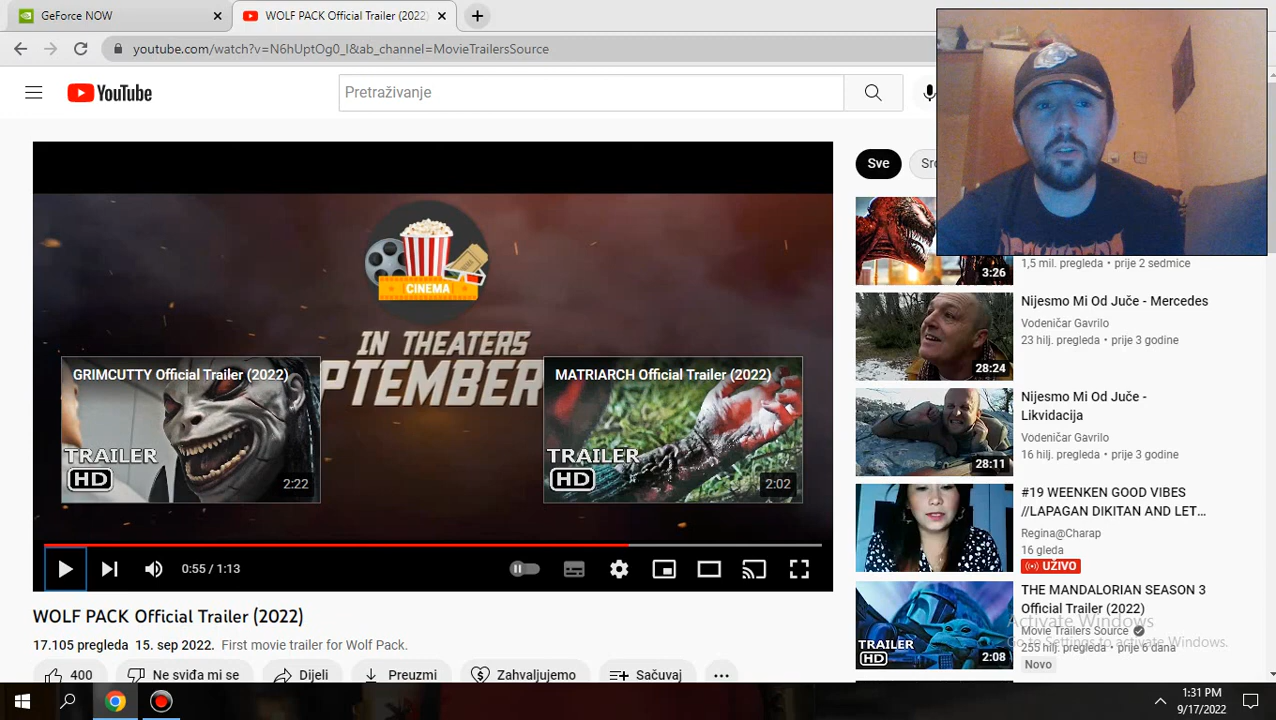 GeForce NOW
WOLF PACK Official Trailer (2022)
youtube.com/watch?v=N6hUptOg0_I&ab_channel=MovieTrailersSource
YouTube
Pretraživanje
Sve
3:26
1,5 mil. pregleda • prije 2 sedmice
CINEMA
IN THEATERS
PTEMBER
GRIMCUTTY Official Trailer (2022)
TRAILER
HD
2:22
MATRIARCH Official Trailer (2022)
TRAILER
HD
2:02
0:55 / 1:13
WOLF PACK Official Trailer (2022)
17.105 pregleda 15. sep 2022. First movie trailer for Wolf Pack.
400 Ne sviđa mi se Dijeli Preuzmi Zahvaljujemo Sačuvaj
Nijesmo Mi Od Juče - Mercedes
Vodeničar Gavrilo
23 hilj. pregleda • prije 3 godine
28:24
Nijesmo Mi Od Juče -
Likvidacija
Vodeničar Gavrilo
16 hilj. pregleda • prije 3 godine
28:11
#19 WEENKEN GOOD VIBES
//LAPAGAN DIKITAN AND LET...
Regina@Charap
16 gleda
UŽIVO
THE MANDALORIAN SEASON 3
Official Trailer (2022)
Movie Trailers Source
255 hilj. pregleda • prije 6 dana
Novo
TRAILER
HD
2:08
Activate Windows
Go to Settings to activate Windows.
1:31 PM
9/17/2022